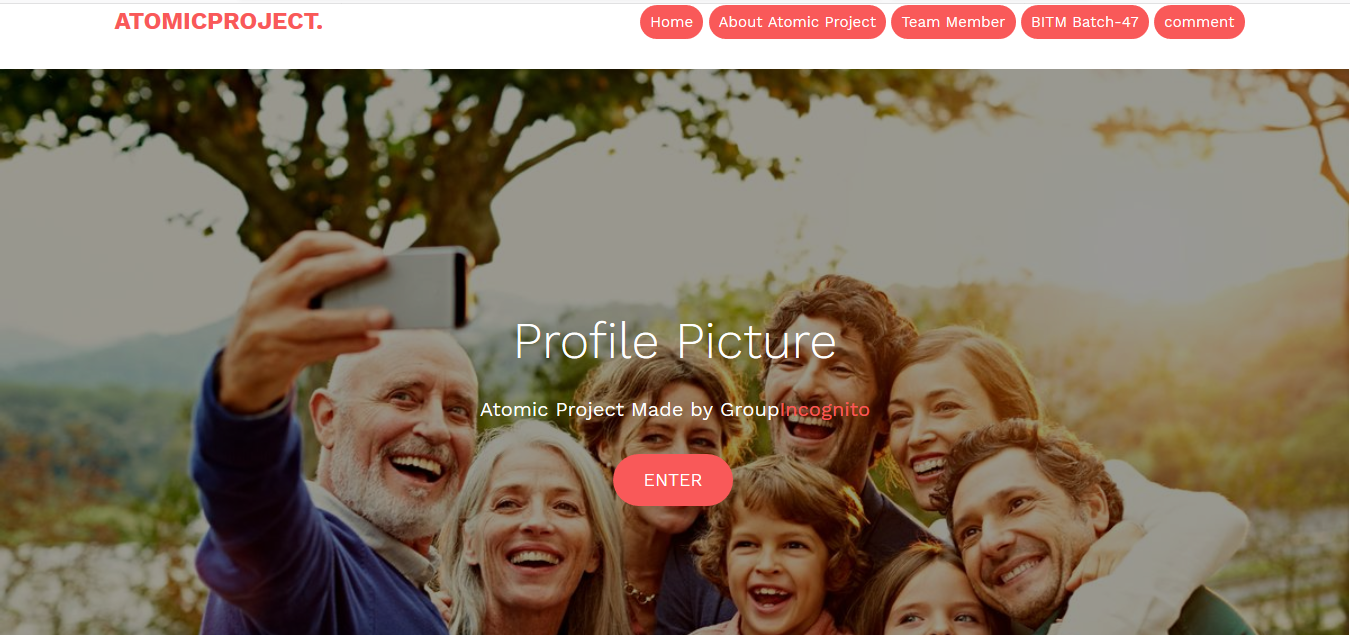 ATOMICPROJECT.
Home About Atomic Project Team Member BITM Batch-47 comment
Profile Picture
Atomic Project Made by GroupIncognito
ENTER